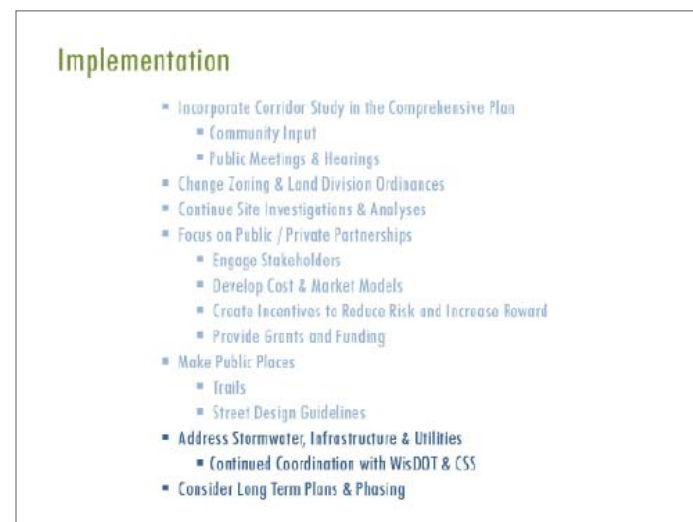 Implementation
▪ Incorporate Corridor Study in the Comprehensive Plan
▪ Community Input
▪ Public Meetings & Hearings
▪ Change Zoning & Land Division Ordinances
▪ Continue Site Investigations & Analyses
▪ Focus on Public / Private Partnerships
▪ Engage Stakeholders
▪ Develop Cost & Market Models
▪ Create Incentives to Reduce Risk and Increase Reward
▪ Provide Grants and Funding
▪ Make Public Places
▪ Trails
▪ Street Design Guidelines
▪ Address Stormwater, Infrastructure & Utilities
▪ Continued Coordination with WisDOT & CSS
▪ Consider Long Term Plans & Phasing